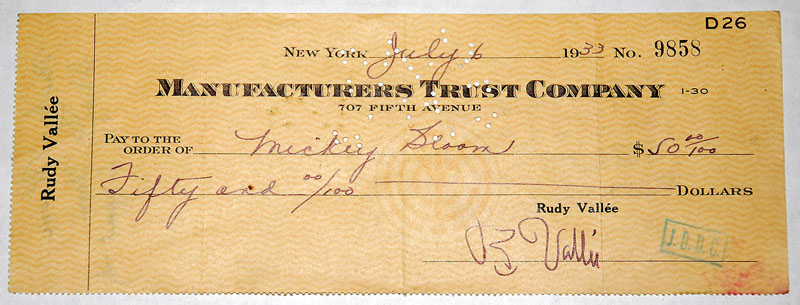 D26
NEW YORK July 6 1933 No. 9858
MANUFACTURERS TRUST COMPANY 1-30
707 FIFTH AVENUE
PAY TO THE
ORDER OF Mickey Bloom $ 50 00/100
Fifty and 00/100 DOLLARS
Rudy Vallée
R Vallée
Rudy Vallée